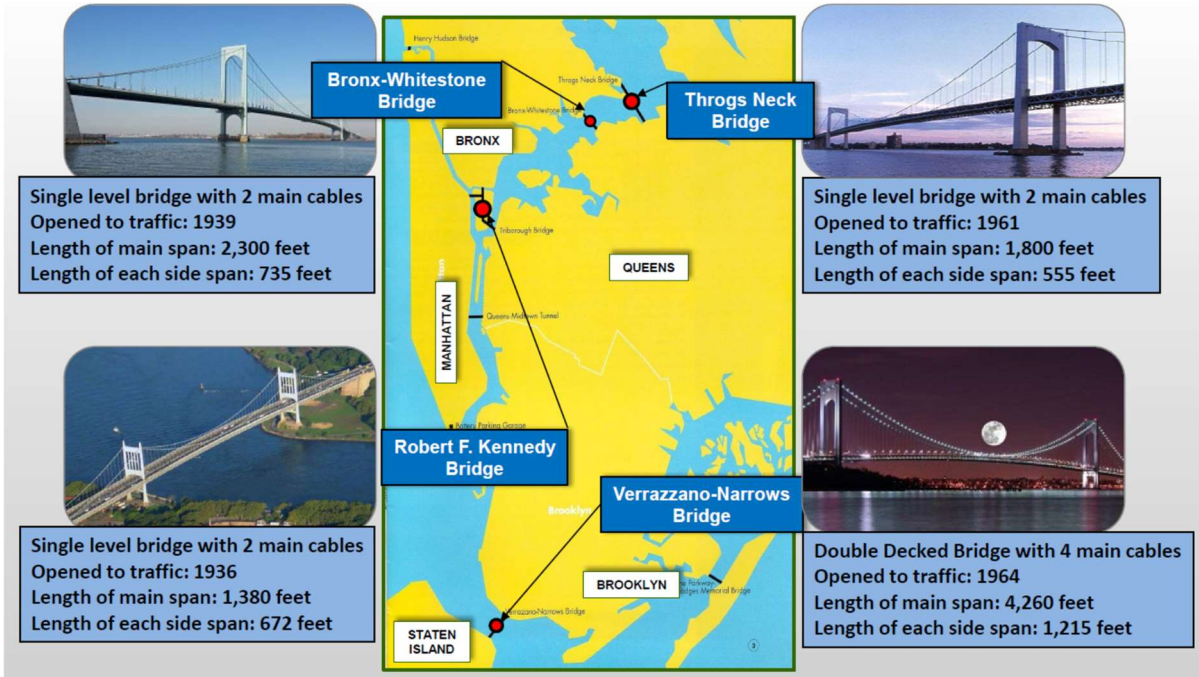 Henry Hudson Bridge
Bronx-Whitestone
Bridge
Throgs Neck Bridge
Bronx-Whitestone Bridge
Throgs Neck
Bridge
BRONX
Single level bridge with 2 main cables
Opened to traffic: 1939
Length of main span: 2,300 feet
Length of each side span: 735 feet
Single level bridge with 2 main cables
Opened to traffic: 1961
Length of main span: 1,800 feet
Length of each side span: 555 feet
Triborough Bridge
QUEENS
MANHATTAN
Queens Midtown Tunnel
Battery Parking Garage
Robert F. Kennedy
Bridge
Verrazzano-Narrows
Bridge
Brooklyn
Single level bridge with 2 main cables
Opened to traffic: 1936
Length of main span: 1,380 feet
Length of each side span: 672 feet
BROOKLYN
Parkway
Memorial Bridge
Verrazano-Narrows Bridge
STATEN
ISLAND
3
Double Decked Bridge with 4 main cables
Opened to traffic: 1964
Length of main span: 4,260 feet
Length of each side span: 1,215 feet